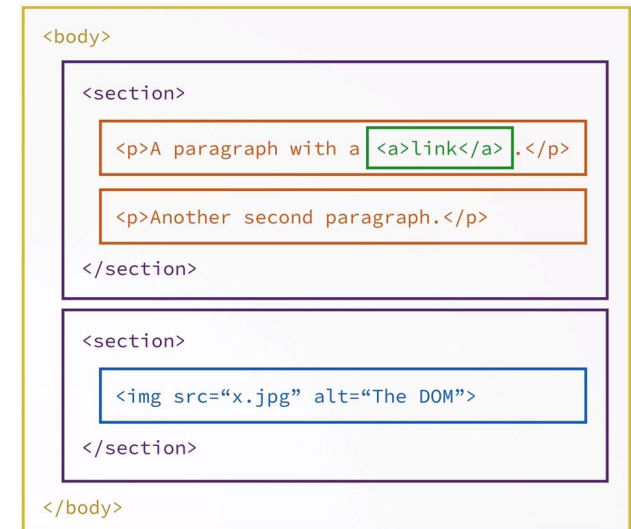 <body>
<section>
<p>A paragraph with a <a>link</a>.</p>
<p>Another second paragraph.</p>
</section>
<section>
<img src=“x.jpg” alt=“The DOM”>
</section>
</body>